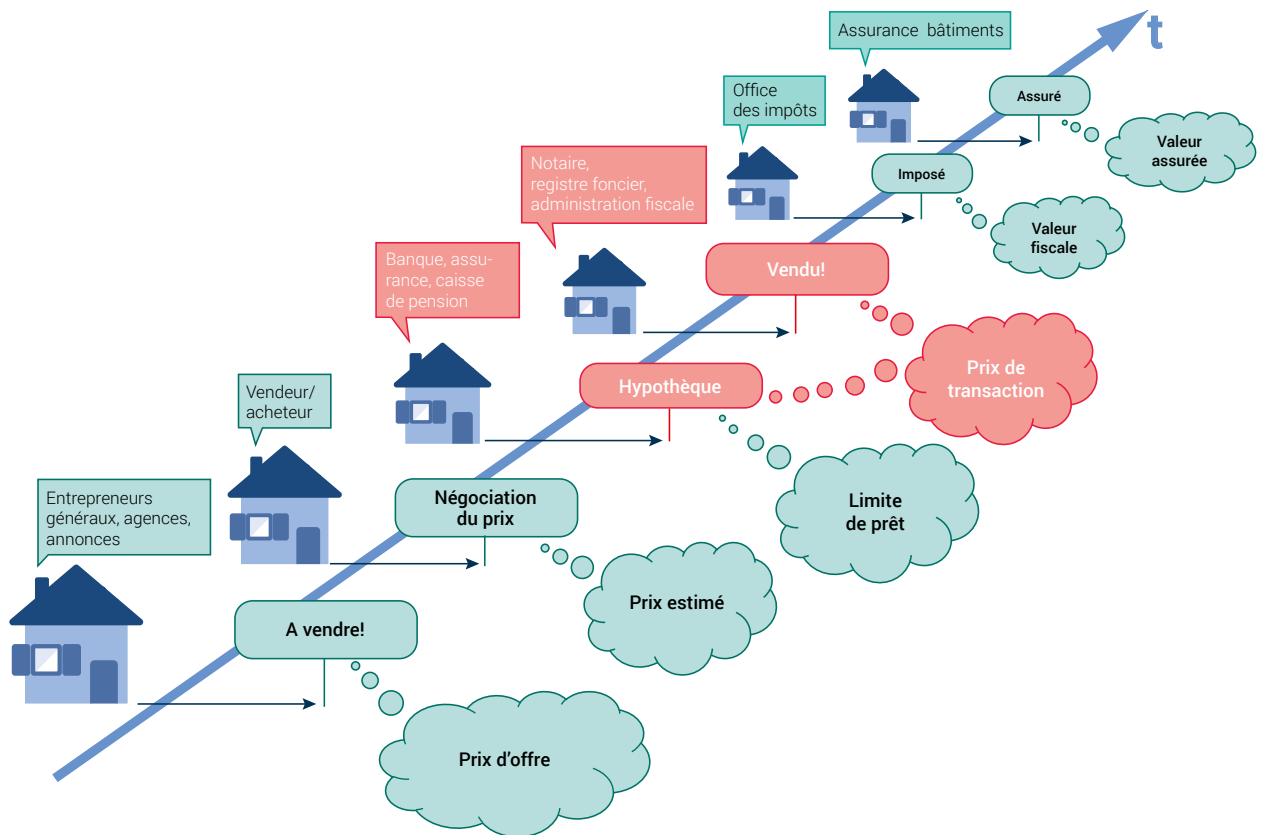 Assurance bâtiments
t
Assuré
Office
des impôts
Valeur
assurée
Notaire,
registre foncier,
administration fiscale
Imposé
Valeur
fiscale
Banque, assu-
rance, caisse
de pension
Vendu!
Vendeur/
acheteur
Hypothèque
Prix de
transaction
Entrepreneurs
généraux, agences,
annonces
Négociation
du prix
Limite
de prêt
A vendre!
Prix estimé
Prix d'offre